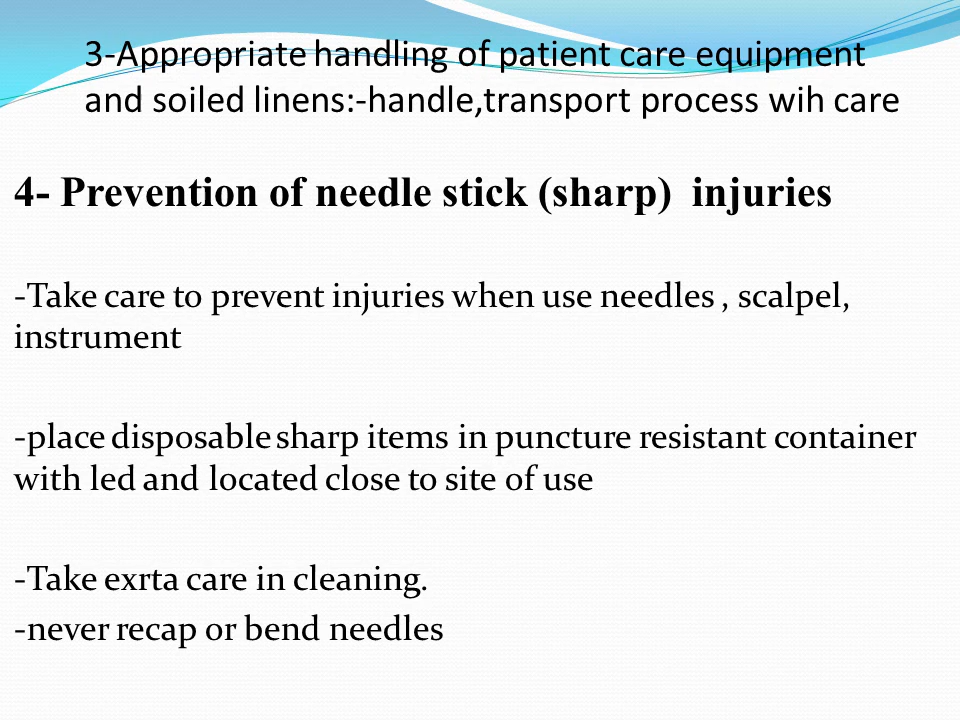 3-Appropriate handling of patient care equipment
and soiled linens:-handle,transport process wih care
4- Prevention of needle stick (sharp) injuries
-Take care to prevent injuries when use needles , scalpel,
instrument
-place disposable sharp items in puncture resistant container
with led and located close to site of use
-Take exrta care in cleaning.
-never recap or bend needles